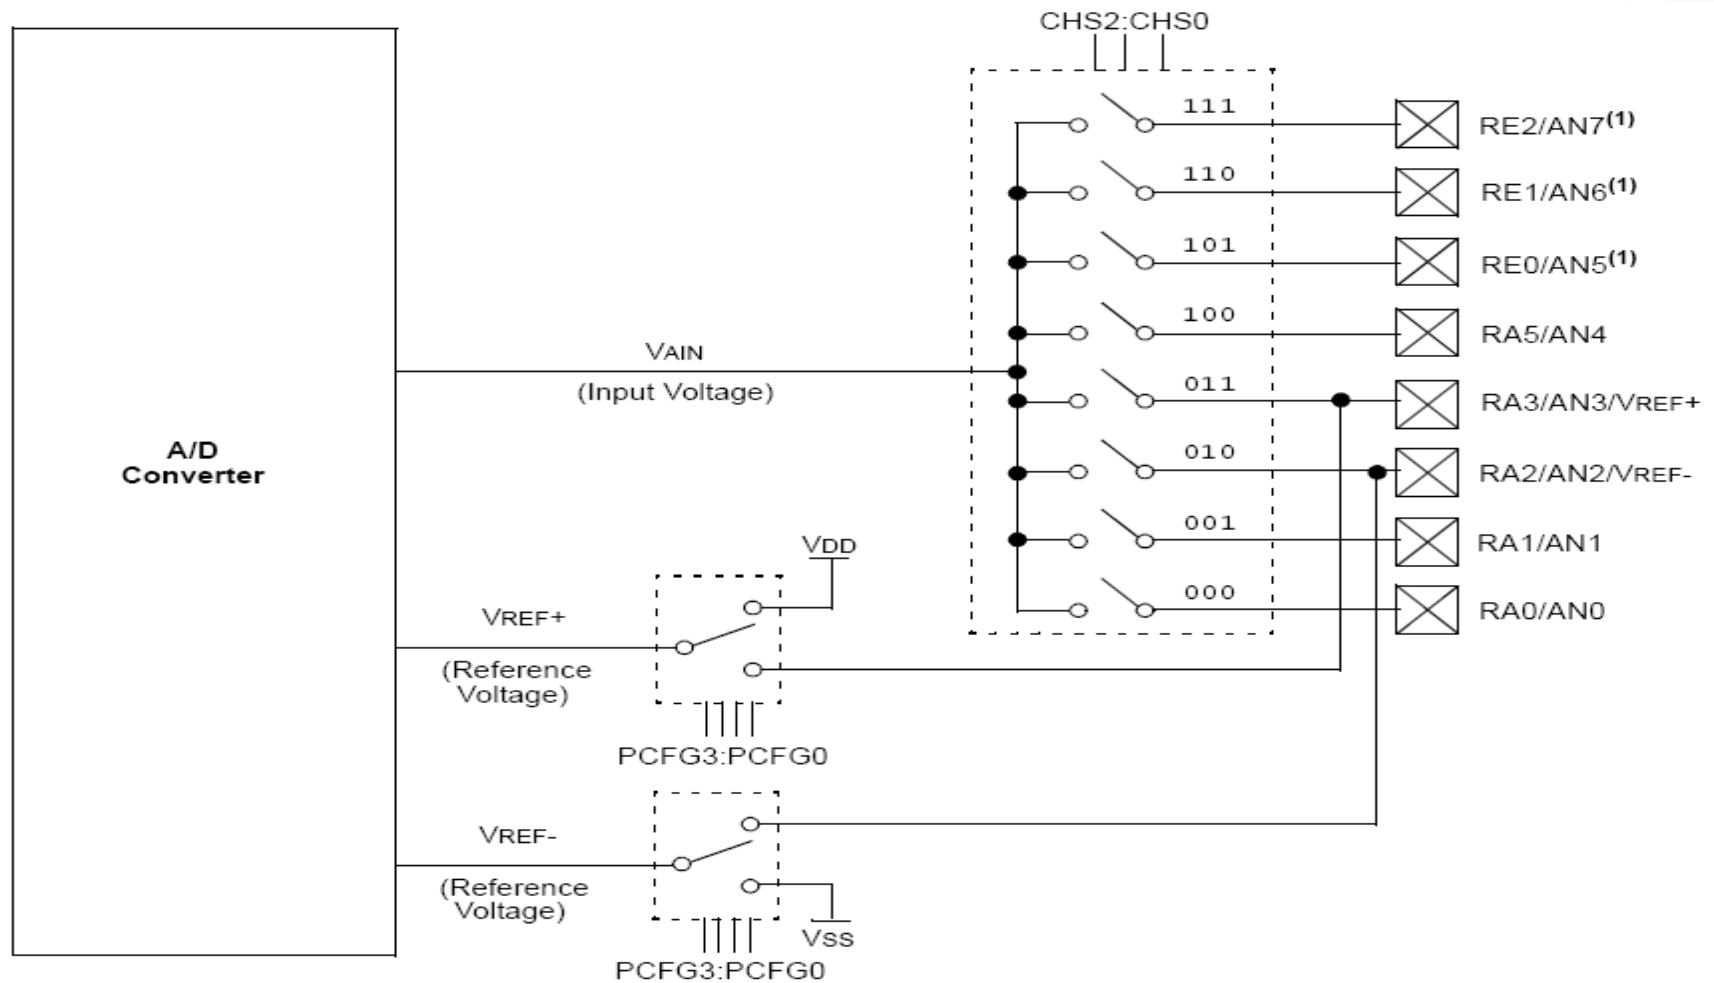 CHS2:CHS0
111
RE2/AN7(1)
110
RE1/AN6(1)
101
RE0/AN5(1)
100
RA5/AN4
VAIN
(Input Voltage)
011
RA3/AN3/VREF+
A/D
Converter
010
RA2/AN2/VREF-
001
RA1/AN1
VDD
000
RA0/AN0
VREF+
(Reference
Voltage)
PCFG3:PCFG0
VREF-
(Reference
Voltage)
VSS
PCFG3:PCFG0